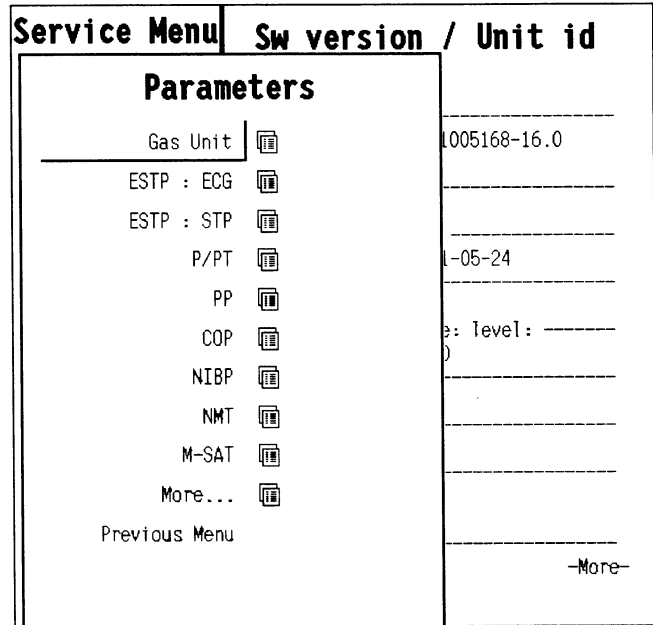 Service Menu
Sw version / Unit id
Parameters
Gas Unit
ESTP : ECG
ESTP : STP
P/PT
PP
COP
NIBP
NMT
M-SAT
More...
Previous Menu
1005168-16.0
1-05-24
e: level:
)
-More-